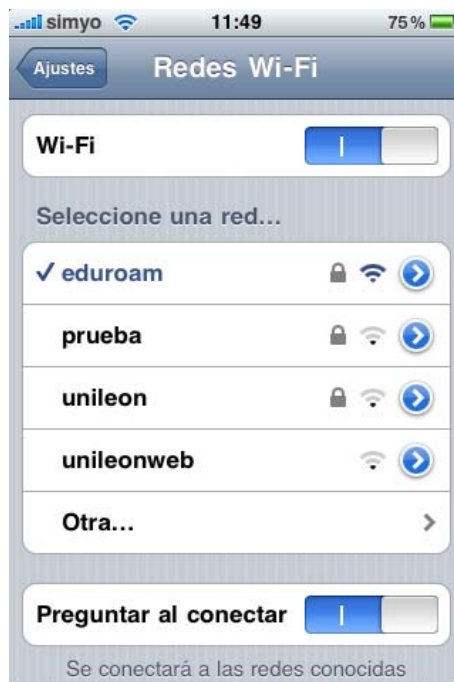 simyo 11:49 75 %
Ajustes Redes Wi-Fi
Wi-Fi
Seleccione una red...
✓ eduroam
prueba
unileon
unileonweb
Otra...
Preguntar al conectar
Se conectará a las redes conocidas